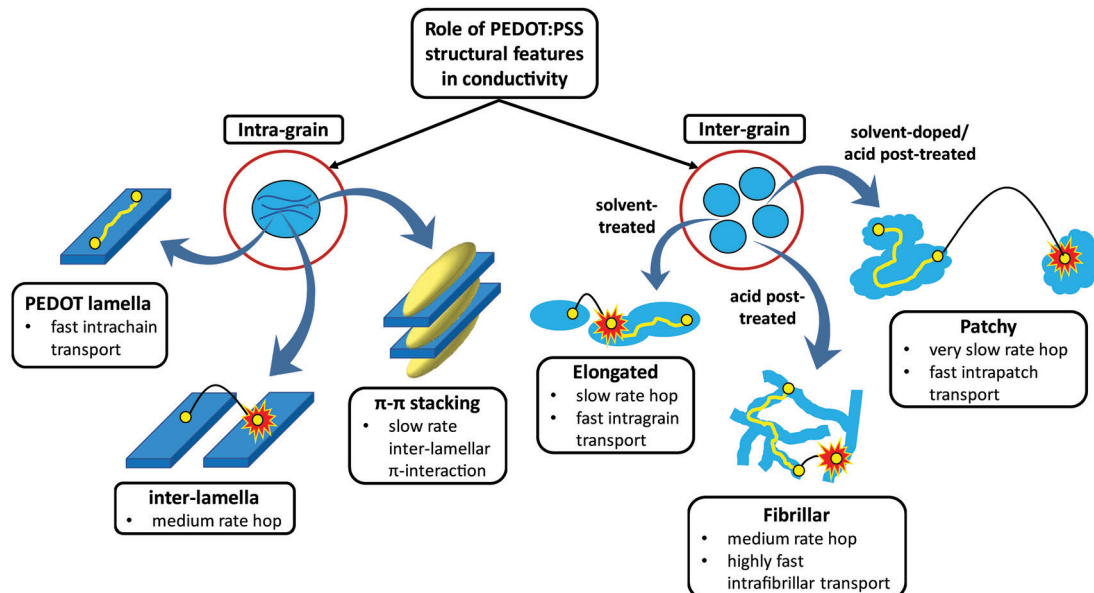 Role of PEDOT:PSS
structural features
in conductivity
Intra-grain
Inter-grain
solvent-doped/
acid post-treated
solvent-
treated
acid post-
treated
PEDOT lamella
• fast intrachain
transport
inter-lamella
• medium rate hop
π-π stacking
• slow rate
inter-lamellar
π-interaction
Elongated
• slow rate hop
• fast intragrain
transport
Fibrillar
• medium rate hop
• highly fast
intrafibrillar transport
Patchy
• very slow rate hop
• fast intrapatch
transport